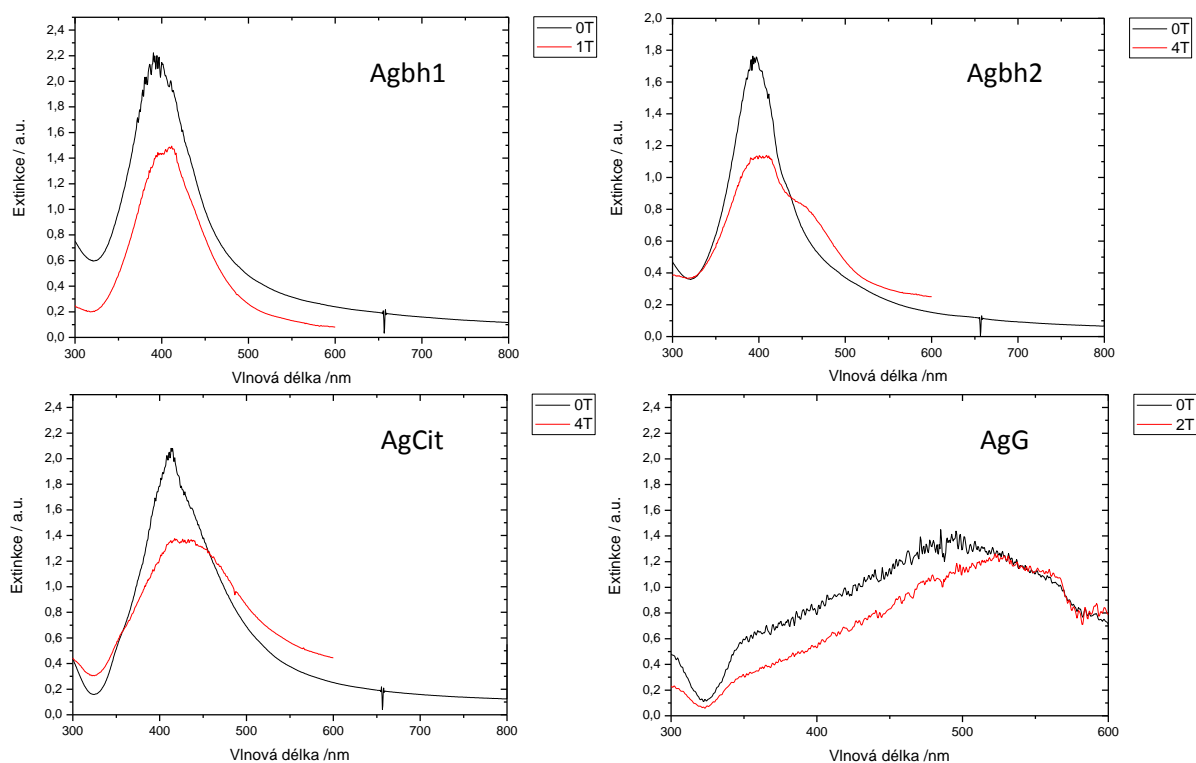 Agbh1
0T
1T
2,4
2,2
2,0
1,8
1,6
1,4
1,2
1,0
0,8
0,6
0,4
0,2
0,0
Extinkce / a.u.
300 400 500 600 700 800
Vlnová délka /nm
Agbh2
0T
4T
2,0
1,8
1,6
1,4
1,2
1,0
0,8
0,6
0,4
0,2
0,0
Extinkce / a.u.
300 400 500 600 700 800
Vlnová délka /nm
AgCit
0T
4T
2,4
2,2
2,0
1,8
1,6
1,4
1,2
1,0
0,8
0,6
0,4
0,2
0,0
Extinkce / a.u.
300 400 500 600 700 800
Vlnová délka /nm
AgG
0T
2T
2,4
2,2
2,0
1,8
1,6
1,4
1,2
1,0
0,8
0,6
0,4
0,2
0,0
Extinkce / a.u.
300 400 500 600
Vlnová délka /nm